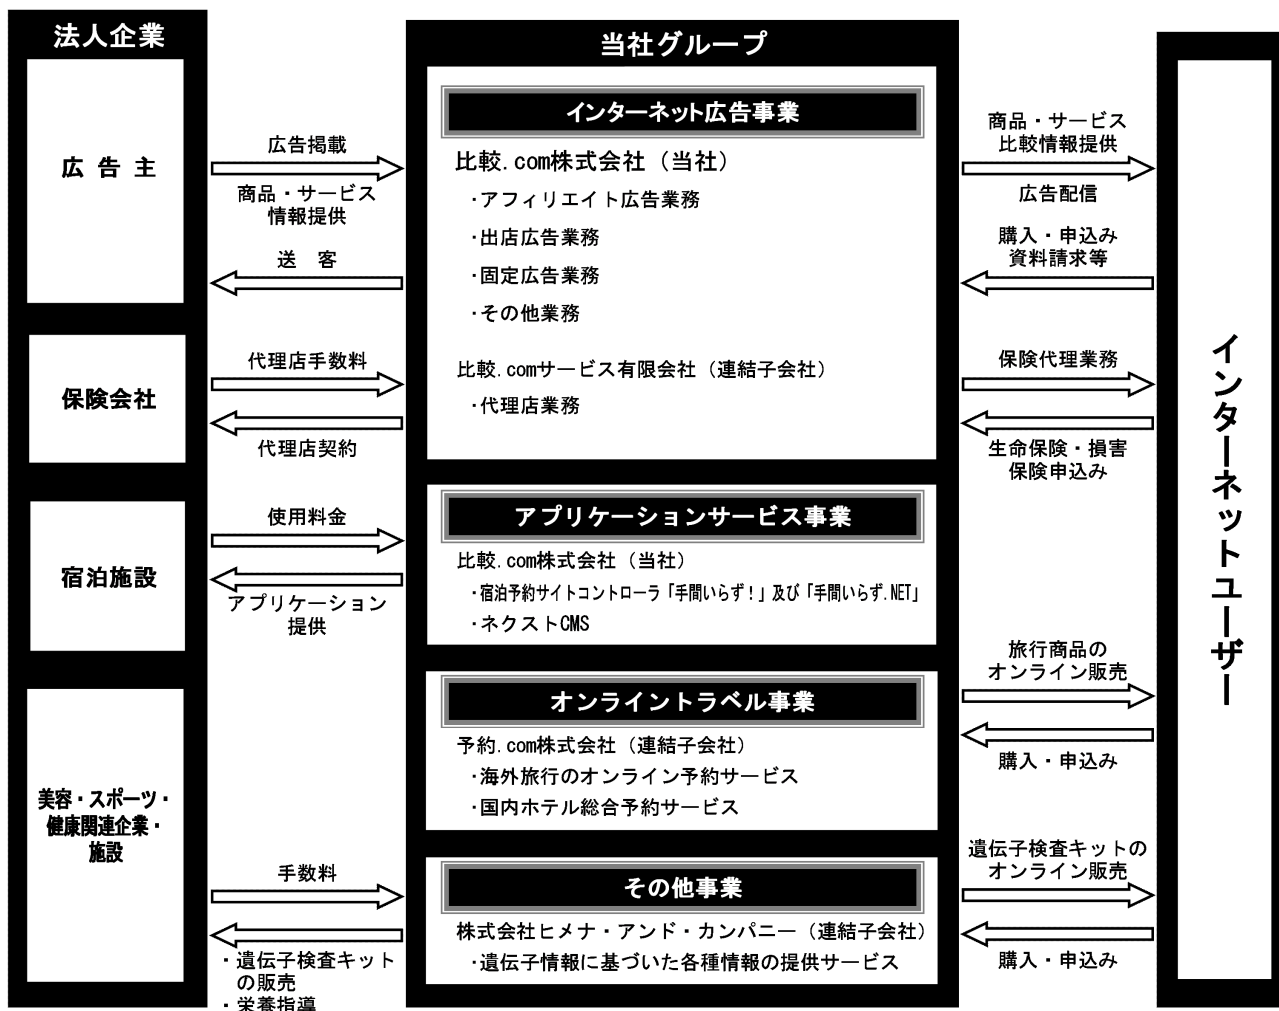 法人企業
広 告 主
保険会社
宿泊施設
美容・スポーツ・
健康関連企業・
施設
広告掲載
商品・サービス
情報提供
送　客
代理店手数料
代理店契約
使用料金
アプリケーション
提供
手数料
・遺伝子検査キット
の販売
・栄養指導
当社グループ
インターネット広告事業
比較.com株式会社（当社）
・アフィリエイト広告業務
・出店広告業務
・固定広告業務
・その他業務
比較.comサービス有限会社（連結子会社）
・代理店業務
アプリケーションサービス事業
比較.com株式会社（当社）
・宿泊予約サイトコントローラ「手間いらず！」及び「手間いらず.NET」
・ネクストCMS
オンライントラベル事業
予約.com株式会社（連結子会社）
・海外旅行のオンライン予約サービス
・国内ホテル総合予約サービス
その他事業
株式会社ヒメナ・アンド・カンパニー（連結子会社）
・遺伝子情報に基づいた各種情報の提供サービス
商品・サービス
比較情報提供
広告配信
購入・申込み
資料請求等
保険代理業務
生命保険・損害
保険申込み
旅行商品の
オンライン販売
購入・申込み
遺伝子検査キットの
オンライン販売
購入・申込み
インターネットユーザー